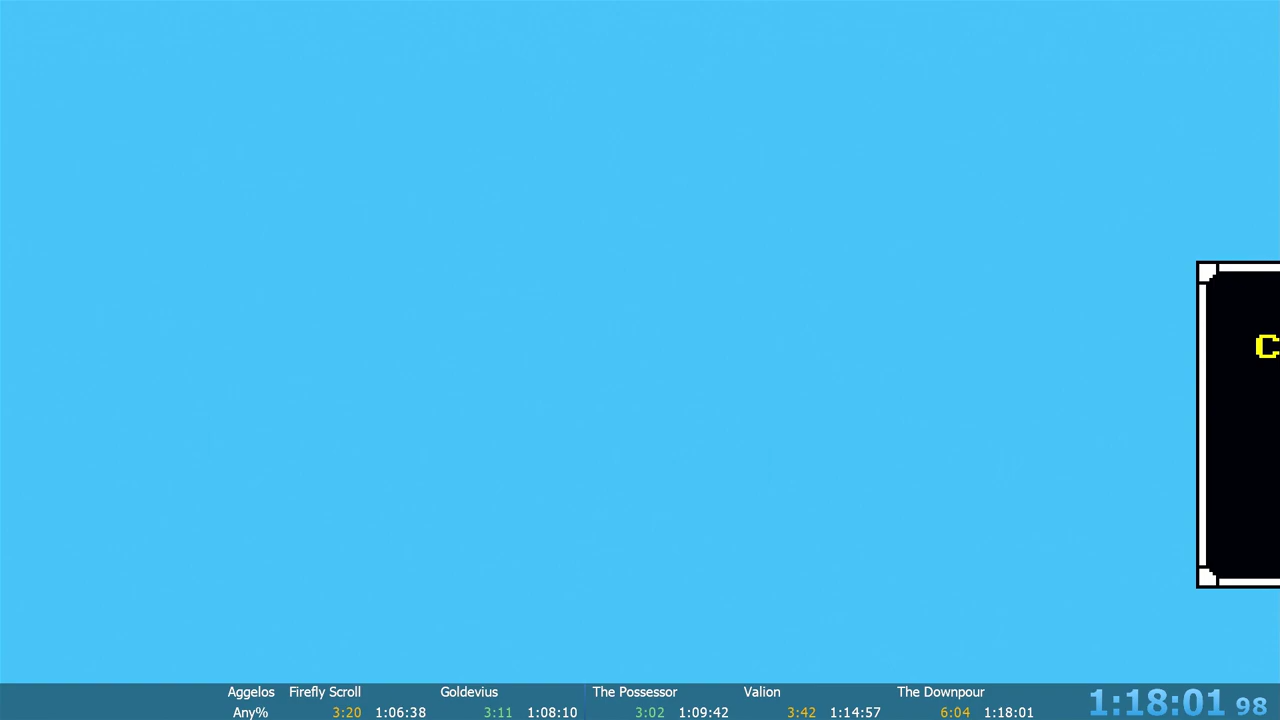 C
Aggelos Firefly Scroll Goldevius The Possessor Valion The Downpour
Any% 3:20 1:06:38 3:11 1:08:10 3:02 1:09:42 3:42 1:14:57 6:04 1:18:01
1:18:01 98